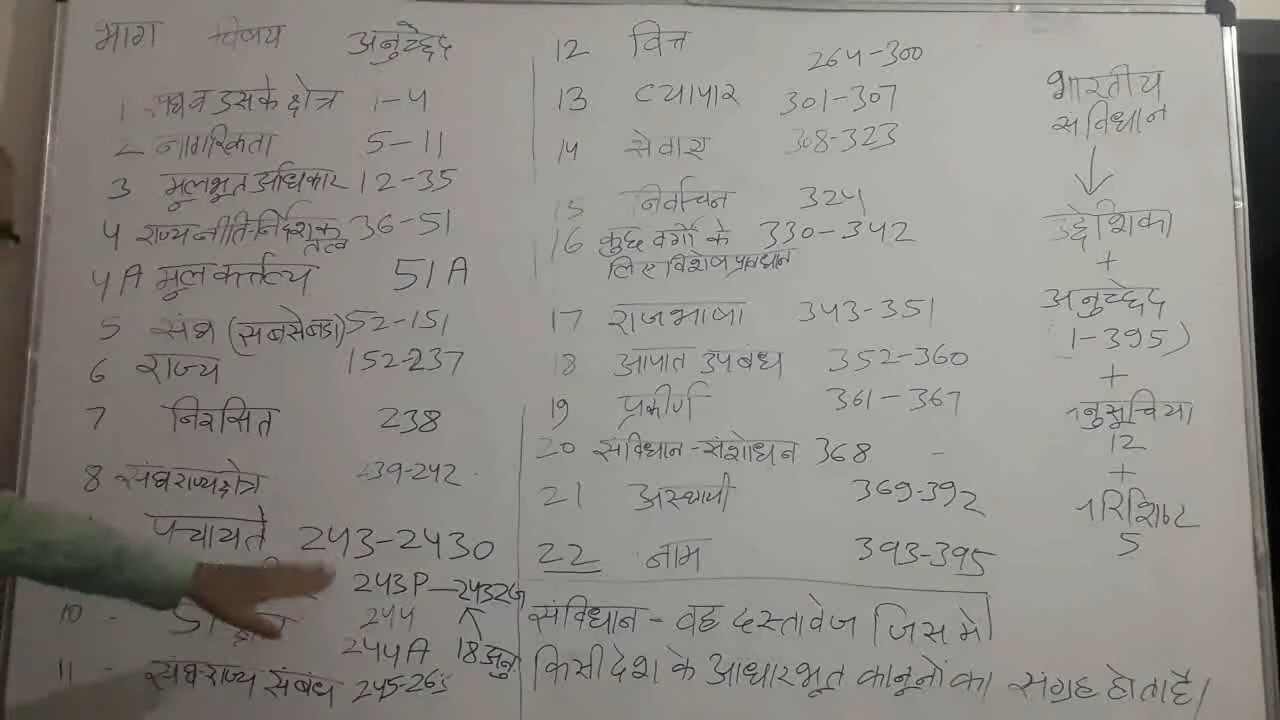 भाग विषय अनुच्छेद
1 संघ व उसके क्षेत्र 1-4
2 नागरिकता 5-11
3 मूलभूत अधिकार 12-35
4 राज्य नीति-निर्देशक तत्व 36-51
4A मूल कर्त्तव्य 51A
5 संघ (सबसे बडा) 52-151
6 राज्य 152-237
7 निरसित 238
8 संघ राज्य क्षेत्र 239-242
पंचायते 243-243O
243P-243ZG
10 244
244A 18 अनु
11 संघ-राज्य संबंध 245-263
12 वित्त 264-300
13 व्यापार 301-307
14 सेवाए 308-323
15 निर्वाचन 324
16 कुछ वर्गो के 330-342
लिए विशेष प्रावधान
17 राजभाषा 343-351
18 आपात उपबंध 352-360
19 प्रकीर्ण 361-367
20 संविधान-संशोधन 368
21 अस्थायी 369-392
22 नाम 393-395
संविधान - वह दस्तावेज जिस मे
किसी देश के आधारभूत कानूनों का संग्रह होता है।
भारतीय
संविधान
↓
उद्देशिका
+
अनुच्छेद
1-395)
+
अनुसूचिया
12
+
परिशिष्ट
5